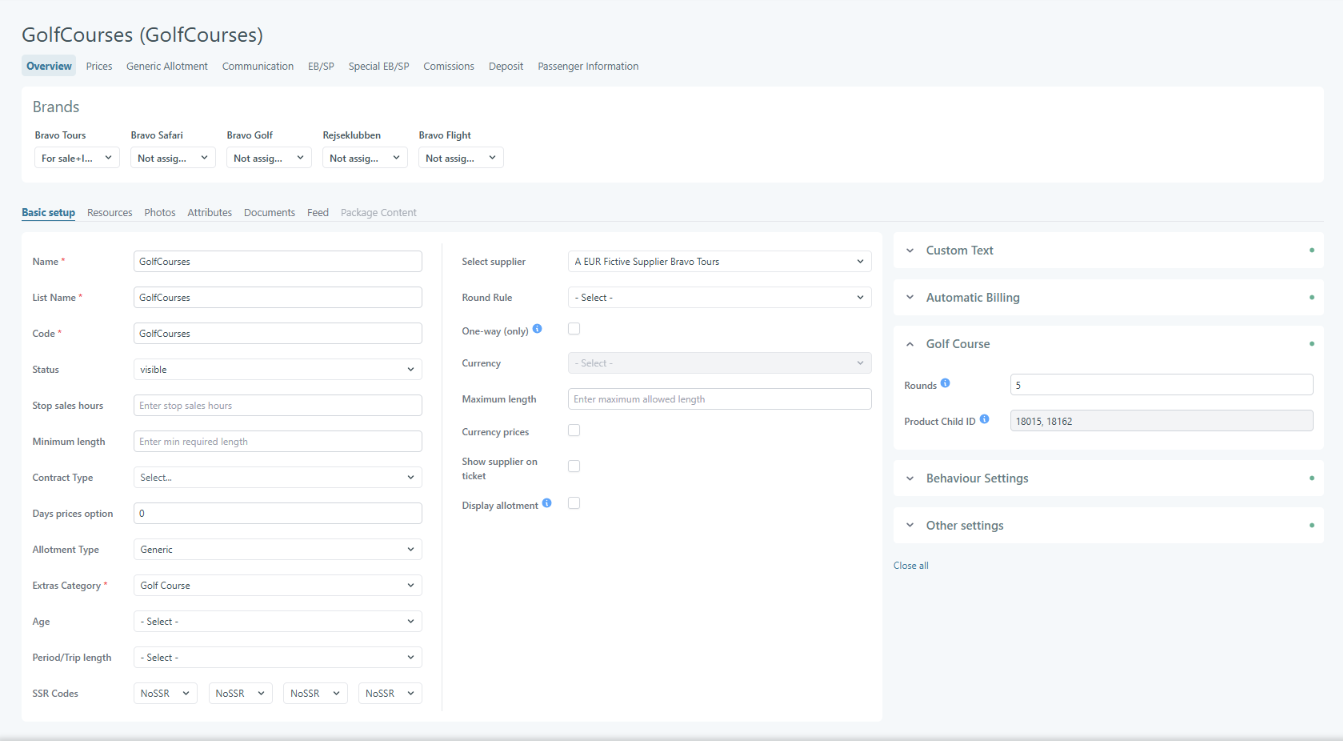 GolfCourses (GolfCourses)
Overview Prices Generic Allotment Communication EB/SP Special EB/SP Comissions Deposit Passenger Information
Brands
Bravo Tours Bravo Safari Bravo Golf Rejseklubben Bravo Flight
For sale+I... Not assig... Not assig... Not assig... Not assig...
Basic setup Resources Photos Attributes Documents Feed Package Content
Name * GolfCourses
List Name * GolfCourses
Code * GolfCourses
Status visible
Stop sales hours Enter stop sales hours
Minimum length Enter min required length
Contract Type Select...
Days prices option 0
Allotment Type Generic
Extras Category * Golf Course
Age - Select -
Period/Trip length - Select -
SSR Codes NoSSR NoSSR NoSSR NoSSR
Select supplier A EUR Fictive Supplier Bravo Tours
Round Rule - Select -
One-way (only)
Currency - Select -
Maximum length Enter maximum allowed length
Currency prices
Show supplier on
ticket
Display allotment
Custom Text
Automatic Billing
Golf Course
Rounds 5
Product Child ID 18015, 18162
Behaviour Settings
Other settings
Close all